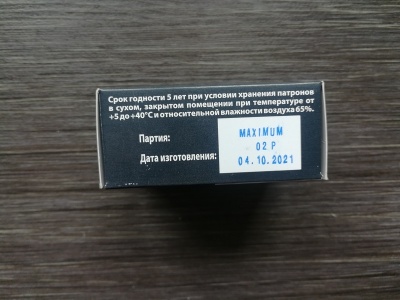 Срок годности 5 лет при условии хранения патронов
в сухом, закрытом помещении при температуре от
+5 до +40°С и относительной влажности воздуха 65%.
Партия: MAXIMUM
02 P
Дата изготовления: 04.10.2021